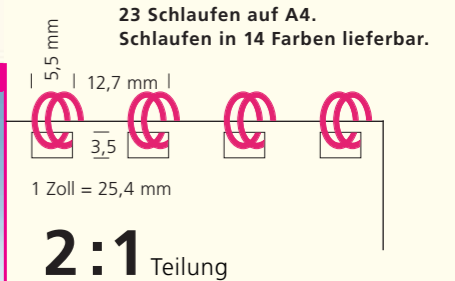 23 Schlaufen auf A4.
Schlaufen in 14 Farben lieferbar.
5,5 mm
12,7 mm
3,5
1 Zoll = 25,4 mm
2:1 Teilung